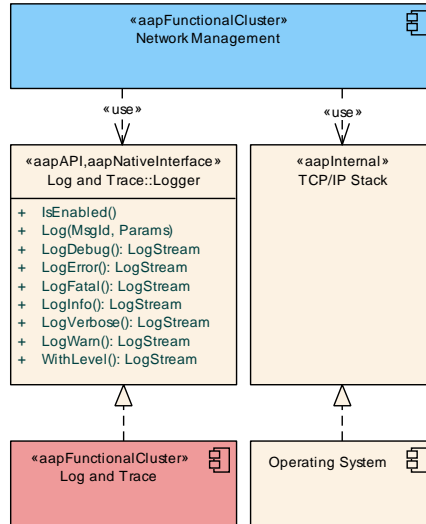 «aapFunctionalCluster»
Network Management
«use»
«use»
«aapAPI,aapNativeInterface»
Log and Trace::Logger
+ IsEnabled()
+ Log(MsgId, Params)
+ LogDebug(): LogStream
+ LogError(): LogStream
+ LogFatal(): LogStream
+ LogInfo(): LogStream
+ LogVerbose(): LogStream
+ LogWarn(): LogStream
+ WithLevel(): LogStream
«aapInternal»
TCP/IP Stack
«aapFunctionalCluster»
Log and Trace
Operating System